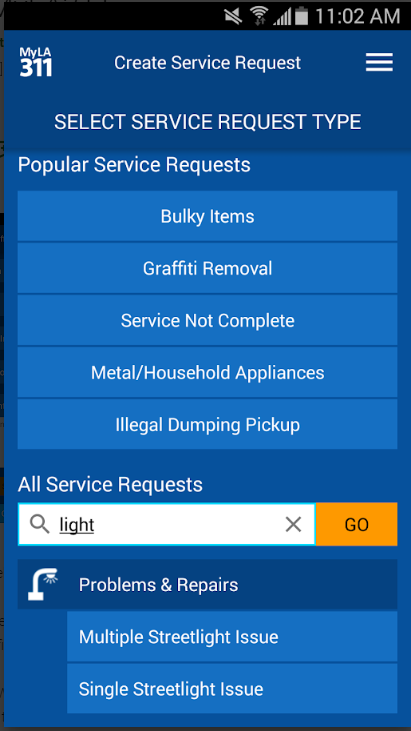 11:02 AM
MyLA
311
Create Service Request
SELECT SERVICE REQUEST TYPE
Popular Service Requests
Bulky Items
Graffiti Removal
Service Not Complete
Metal/Household Appliances
Illegal Dumping Pickup
All Service Requests
light
GO
Problems & Repairs
Multiple Streetlight Issue
Single Streetlight Issue